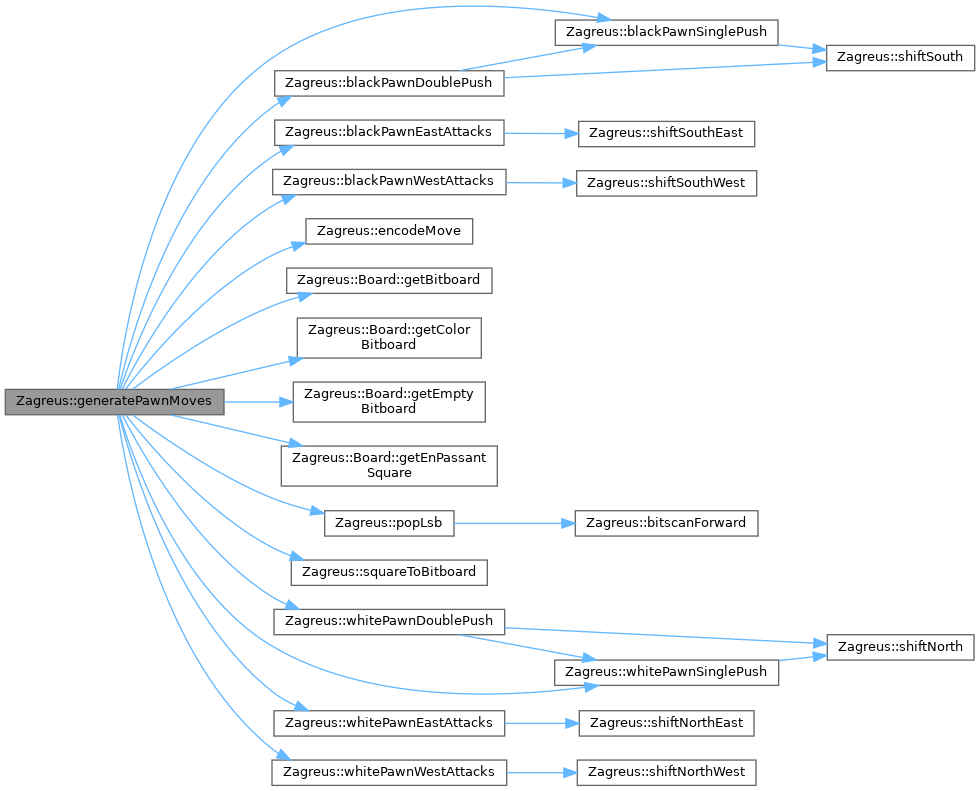 Zagreus::generatePawnMoves
Zagreus::blackPawnSinglePush
Zagreus::shiftSouth
Zagreus::blackPawnDoublePush
Zagreus::blackPawnEastAttacks
Zagreus::shiftSouthEast
Zagreus::blackPawnWestAttacks
Zagreus::shiftSouthWest
Zagreus::encodeMove
Zagreus::Board::getBitboard
Zagreus::Board::getColor
Bitboard
Zagreus::Board::getEmpty
Bitboard
Zagreus::Board::getEnPassant
Square
Zagreus::popLsb
Zagreus::bitscanForward
Zagreus::squareToBitboard
Zagreus::whitePawnDoublePush
Zagreus::shiftNorth
Zagreus::whitePawnSinglePush
Zagreus::whitePawnEastAttacks
Zagreus::shiftNorthEast
Zagreus::whitePawnWestAttacks
Zagreus::shiftNorthWest